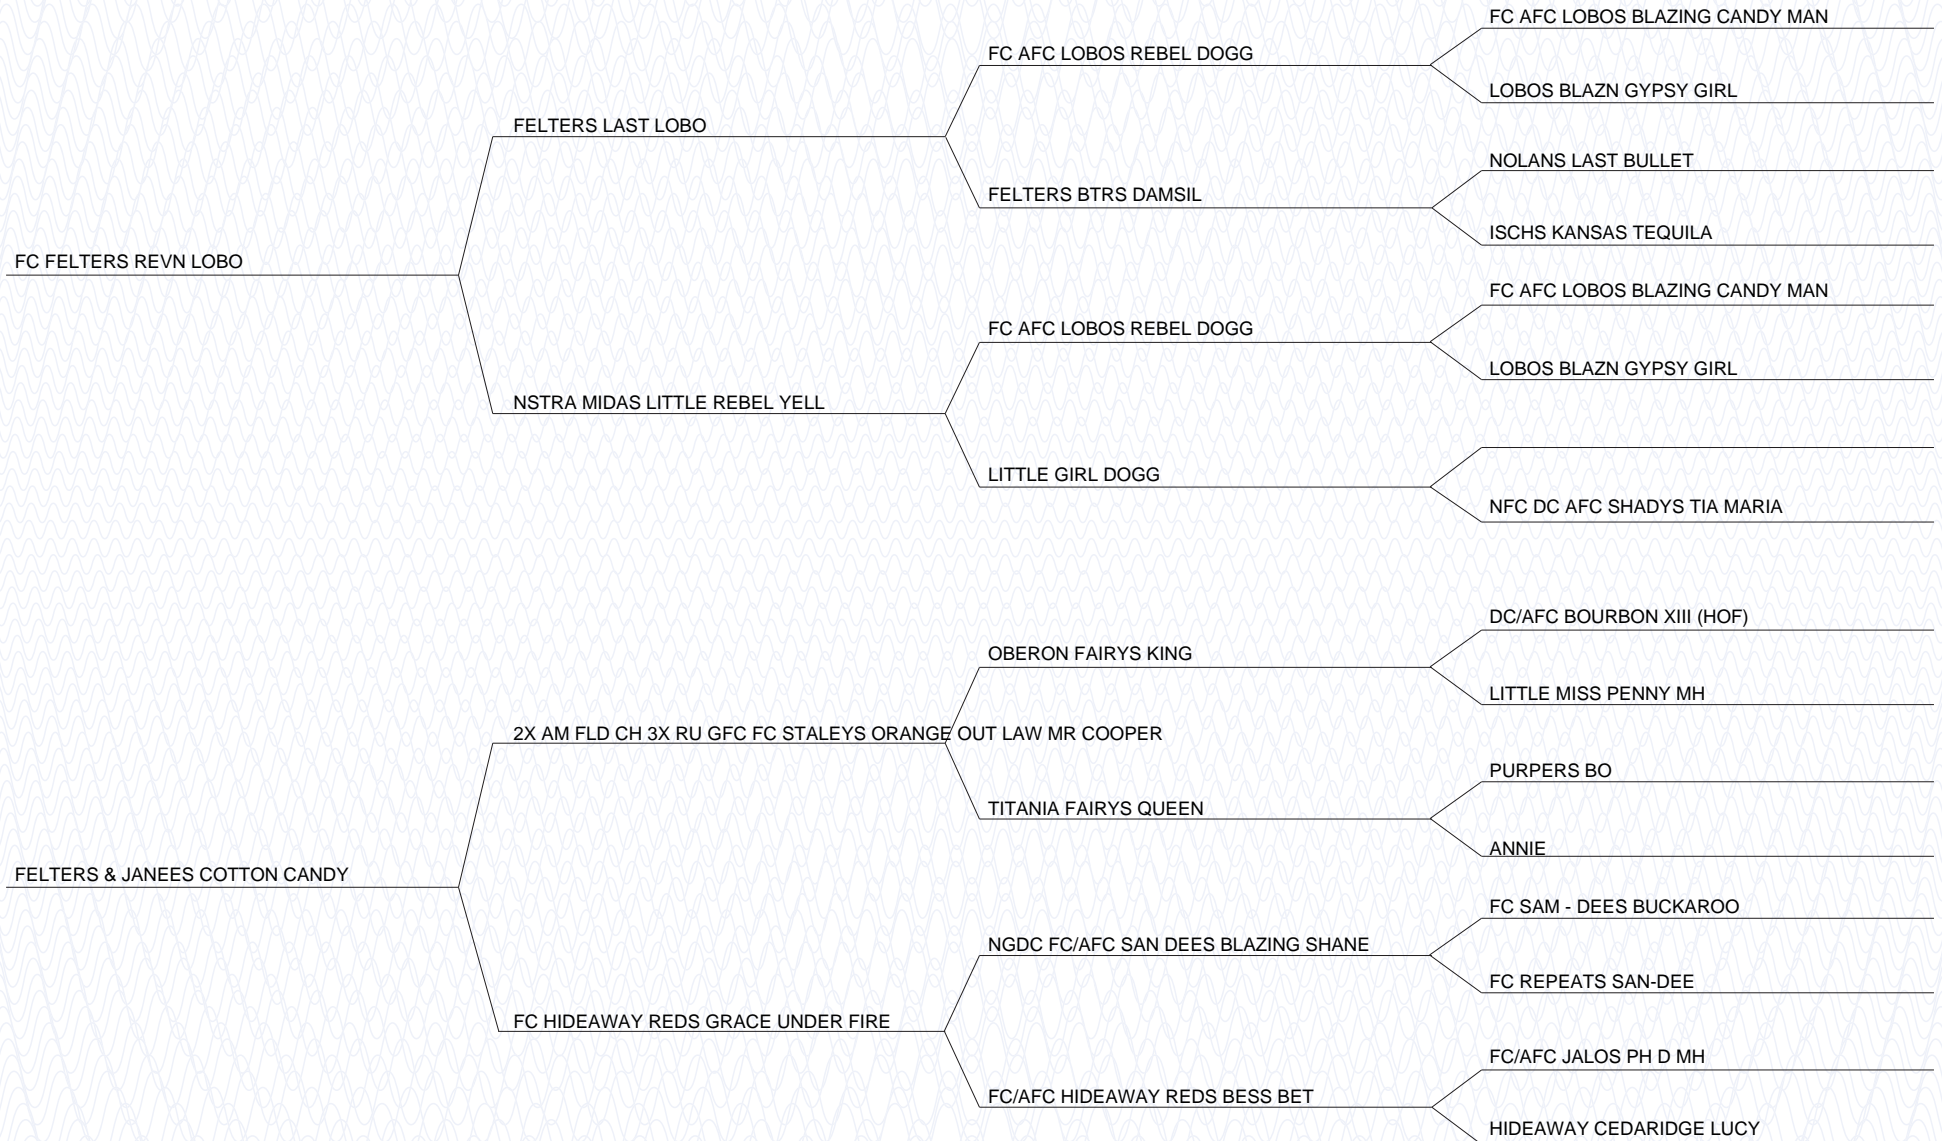 FC AFC LOBOS BLAZING CANDY MAN
FC AFC LOBOS REBEL DOGG
LOBOS BLAZN GYPSY GIRL
FELTERS LAST LOBO
NOLANS LAST BULLET
FELTERS BTRS DAMSIL
ISCHS KANSAS TEQUILA
FC FELTERS REVN LOBO
FC AFC LOBOS BLAZING CANDY MAN
FC AFC LOBOS REBEL DOGG
LOBOS BLAZN GYPSY GIRL
NSTRA MIDAS LITTLE REBEL YELL
LITTLE GIRL DOGG
NFC DC AFC SHADYS TIA MARIA
DC/AFC BOURBON XIII (HOF)
OBERON FAIRYS KING
LITTLE MISS PENNY MH
2X AM FLD CH 3X RU GFC FC STALEYS ORANGE OUT LAW MR COOPER
PURPERS BO
TITANIA FAIRYS QUEEN
ANNIE
FELTERS & JANEES COTTON CANDY
FC SAM - DEES BUCKAROO
NGDC FC/AFC SAN DEES BLAZING SHANE
FC REPEATS SAN-DEE
FC HIDEAWAY REDS GRACE UNDER FIRE
FC/AFC JALOS PH D MH
FC/AFC HIDEAWAY REDS BESS BET
HIDEAWAY CEDARIDGE LUCY